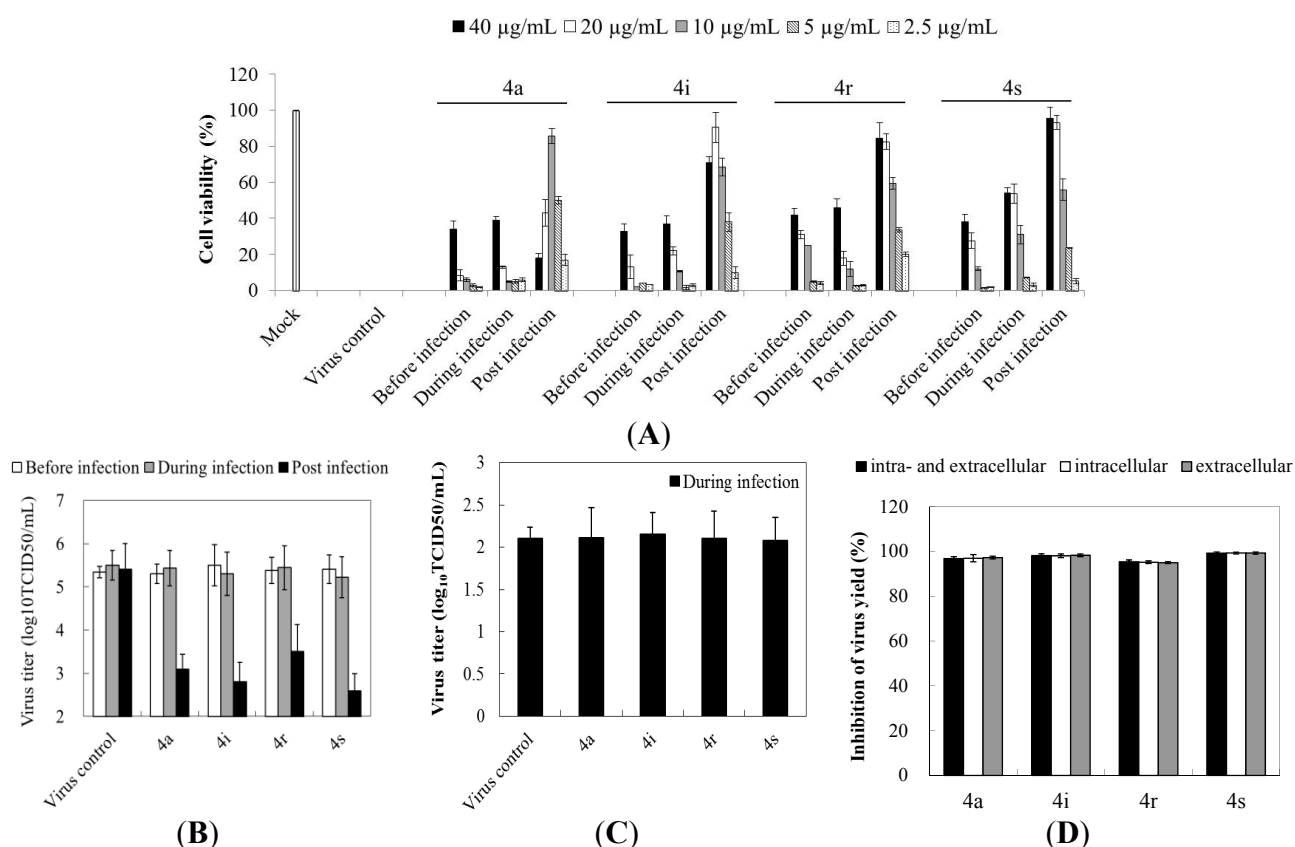 40 µg/mL 20 µg/mL 10 µg/mL 5 µg/mL 2.5 µg/mL
120
100
80
60
40
20
0
Cell viability (%)
4a 4i 4r 4s
Mock
Virus control
Before infection
During infection
Post infection
Before infection
During infection
Post infection
Before infection
During infection
Post infection
Before infection
During infection
Post infection
(A)
Before infection During infection Post infection
7
6
5
4
3
2
Virus titer (log10TCID50/mL)
Virus control
4a
4i
4r
4s
(B)
During infection
3
2.5
2
1.5
1
0.5
0
Virus titer (log₁₀TCID50/mL)
Virus control
4a
4i
4r
4s
(C)
intra- and extracellular intracellular extracellular
120
100
80
60
40
20
0
Inhibition of virus yield (%)
4a 4i 4r 4s
(D)